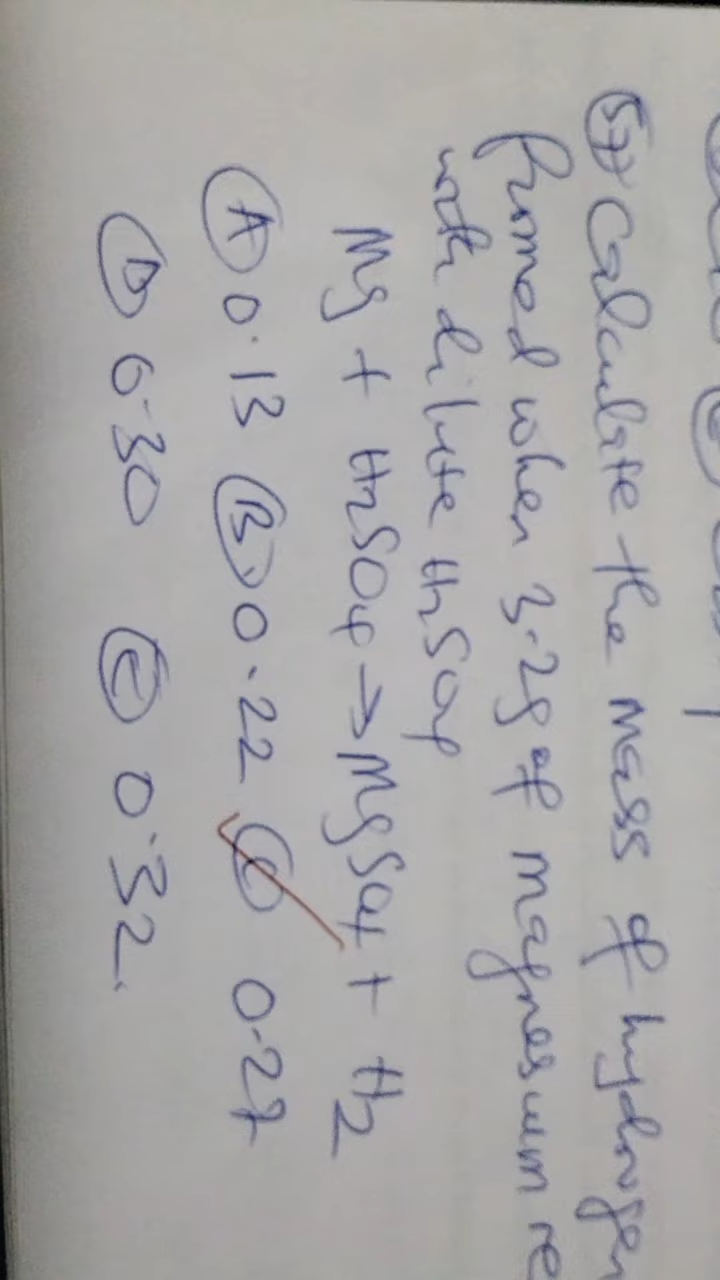 57) Calculate the mass of hydrogen
formed when 3.2g of magnesium re
with dilute H2SO4
Mg + H2SO4 → MgSO4 + H2
(A) 0.13 (B) 0.22 (C) 0.27
(D) 0.30 (E) 0.32.